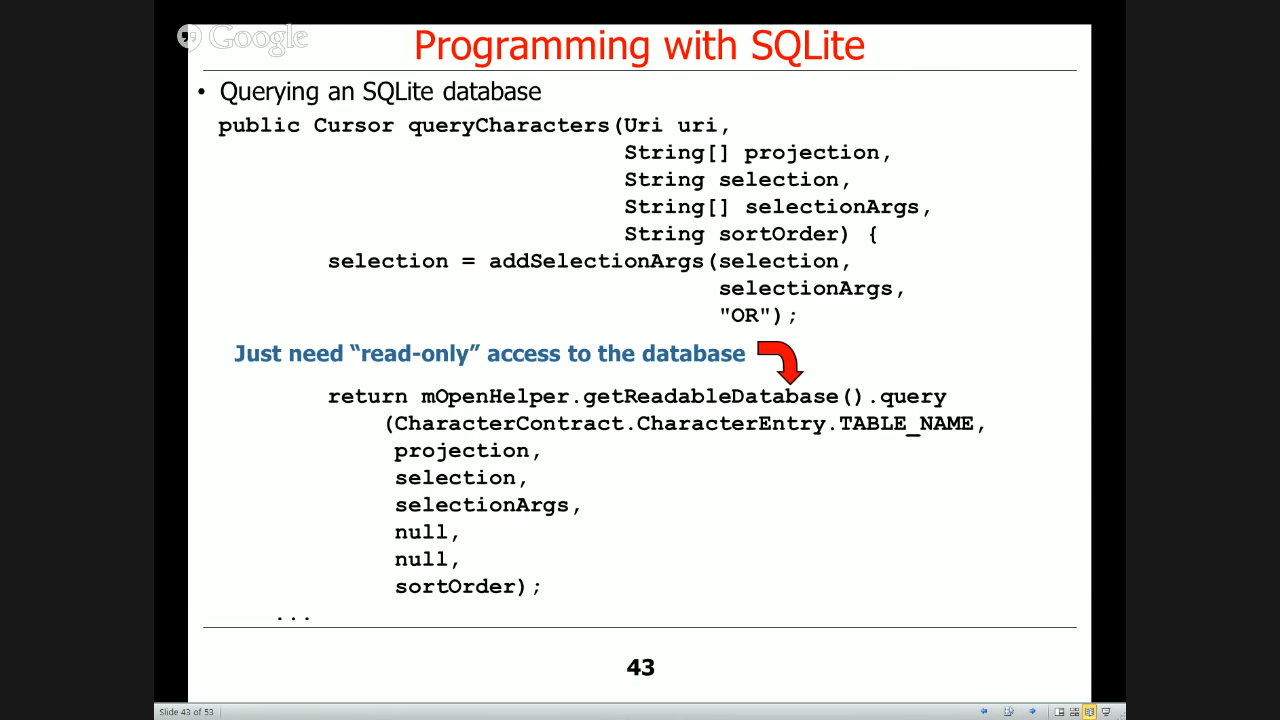 Google
Programming with SQLite
• Querying an SQLite database
public Cursor queryCharacters(Uri uri,
String[] projection,
String selection,
String[] selectionArgs,
String sortOrder) {
selection = addSelectionArgs(selection,
selectionArgs,
"OR");
Just need “read-only” access to the database
return mOpenHelper.getReadableDatabase().query
(CharacterContract.CharacterEntry.TABLE_NAME,
projection,
selection,
selectionArgs,
null,
null,
sortOrder);
...
43
Slide 43 of 53